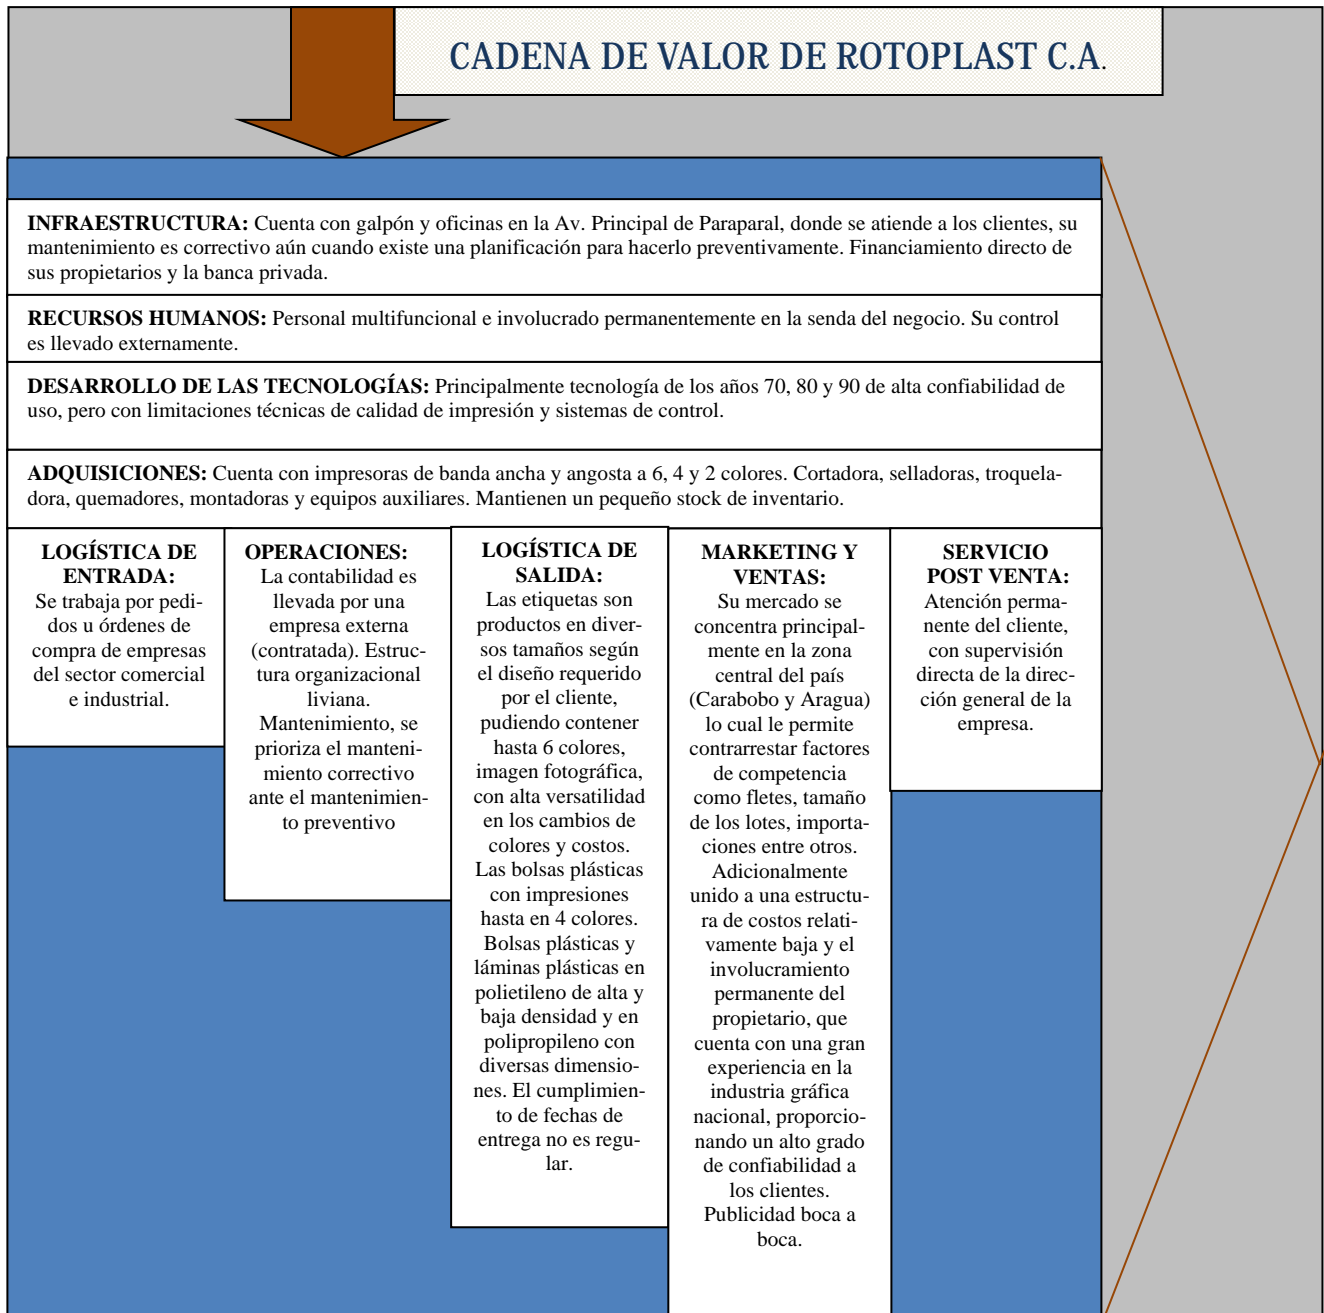 CADENA DE VALOR DE ROTOPLAST C.A.
INFRAESTRUCTURA: Cuenta con galpón y oficinas en la Av. Principal de Paraparal, donde se atiende a los clientes, su
mantenimiento es correctivo aún cuando existe una planificación para hacerlo preventivamente. Financiamiento directo de
sus propietarios y la banca privada.
RECURSOS HUMANOS: Personal multifuncional e involucrado permanentemente en la senda del negocio. Su control
es llevado externamente.
DESARROLLO DE LAS TECNOLOGÍAS: Principalmente tecnología de los años 70, 80 y 90 de alta confiabilidad de
uso, pero con limitaciones técnicas de calidad de impresión y sistemas de control.
ADQUISICIONES: Cuenta con impresoras de banda ancha y angosta a 6, 4 y 2 colores. Cortadora, selladoras, troquela-
dora, quemadores, montadoras y equipos auxiliares. Mantienen un pequeño stock de inventario.
LOGÍSTICA DE
ENTRADA:
Se trabaja por pedi-
dos u órdenes de
compra de empresas
del sector comercial
e industrial.
OPERACIONES:
La contabilidad es
llevada por una
empresa externa
(contratada). Estruc-
tura organizacional
liviana.
Mantenimiento, se
prioriza el manteni-
miento correctivo
ante el mantenimien-
to preventivo
LOGÍSTICA DE
SALIDA:
Las etiquetas son
productos en diver-
sos tamaños según
el diseño requerido
por el cliente,
pudiendo contener
hasta 6 colores,
imagen fotográfica,
con alta versatilidad
en los cambios de
colores y costos.
Las bolsas plásticas
con impresiones
hasta en 4 colores.
Bolsas plásticas y
láminas plásticas en
polietileno de alta y
baja densidad y en
polipropileno con
diversas dimensio-
nes. El cumplimien-
to de fechas de
entrega no es regu-
lar.
MARKETING Y
VENTAS:
Su mercado se
concentra principal-
mente en la zona
central del país
(Carabobo y Aragua)
lo cual le permite
contrarrestar factores
de competencia
como fletes, tamaño
de los lotes, importa-
ciones entre otros.
Adicionalmente
unido a una estructu-
ra de costos relati-
vamente baja y el
involucramiento
permanente del
propietario, que
cuenta con una gran
experiencia en la
industria gráfica
nacional, proporcio-
nando un alto grado
de confiabilidad a
los clientes.
Publicidad boca a
boca.
SERVICIO
POST VENTA:
Atención perma-
nente del cliente,
con supervisión
directa de la direc-
ción general de la
empresa.